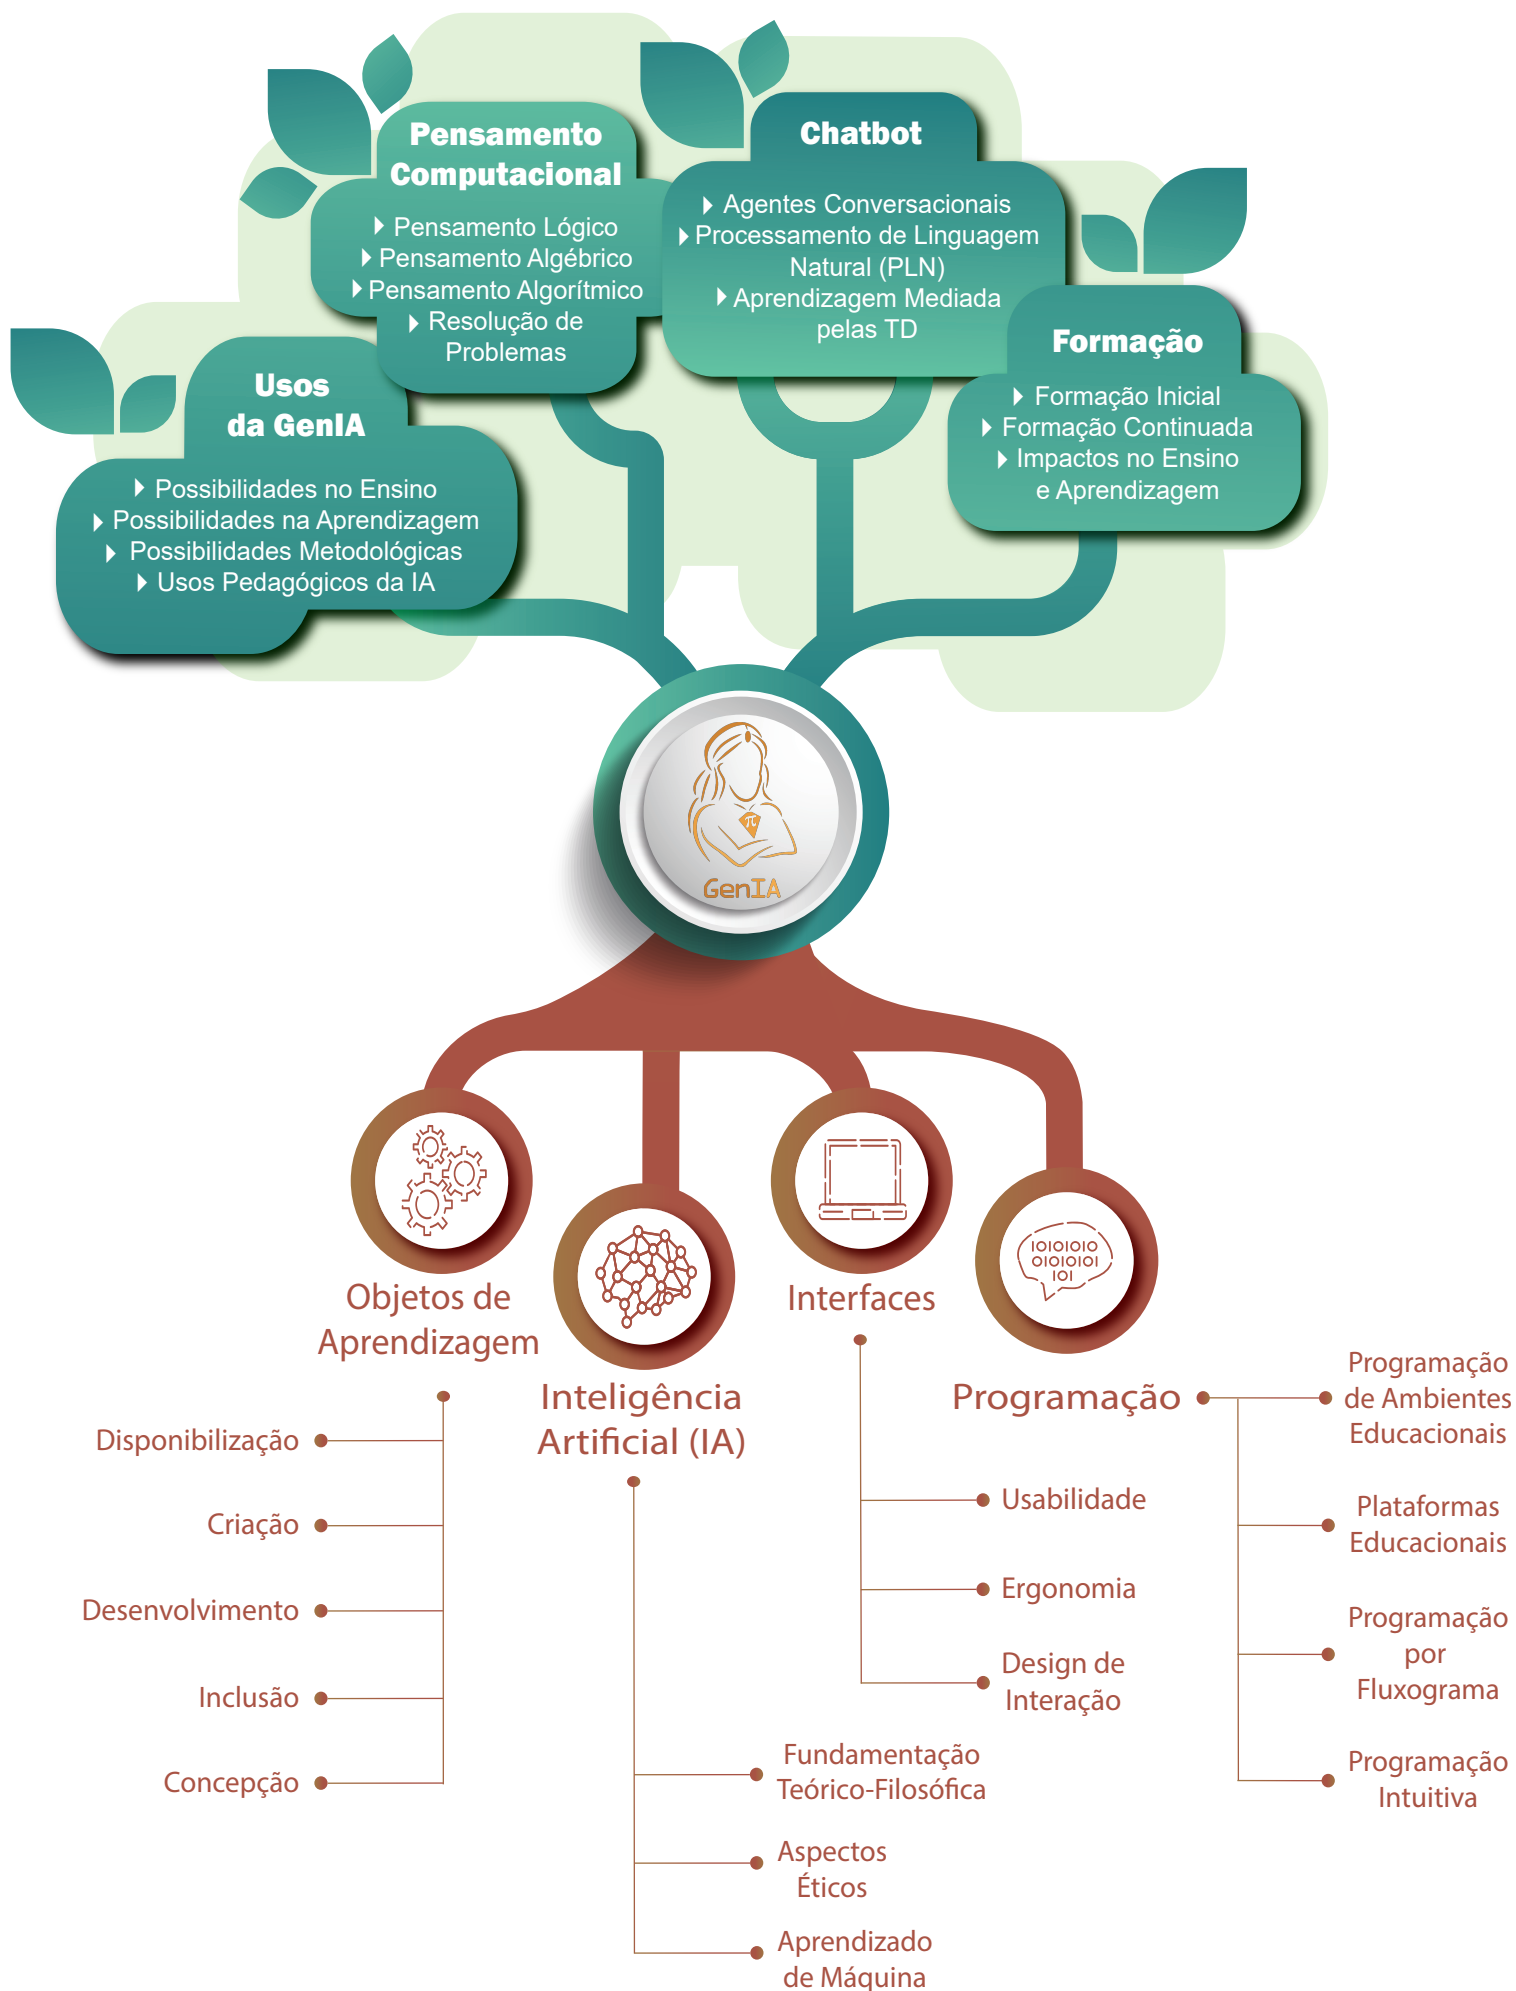 Pensamento
Computacional
Pensamento Lógico
Pensamento Algébrico
Pensamento Algorítmico
Resolução de
Problemas
Chatbot
Agentes Conversacionais
Processamento de Linguagem
Natural (PLN)
Aprendizagem Mediada
pelas TD
Formação
Formação Inicial
Formação Continuada
Impactos no Ensino
e Aprendizagem
Usos
da GenIA
Possibilidades no Ensino
Possibilidades na Aprendizagem
Possibilidades Metodológicas
Usos Pedagógicos da IA
π
GenIA
Objetos de
Aprendizagem
Disponibilização
Criação
Desenvolvimento
Inclusão
Concepção
Inteligência
Artificial (IA)
Fundamentação
Teórico-Filosófica
Aspectos
Éticos
Aprendizado
de Máquina
Interfaces
Usabilidade
Ergonomia
Design de
Interação
IOIOIOIO
OIOIOIOI
IOI
Programação
Programação
de Ambientes
Educacionais
Plataformas
Educacionais
Programação
por
Fluxograma
Programação
Intuitiva